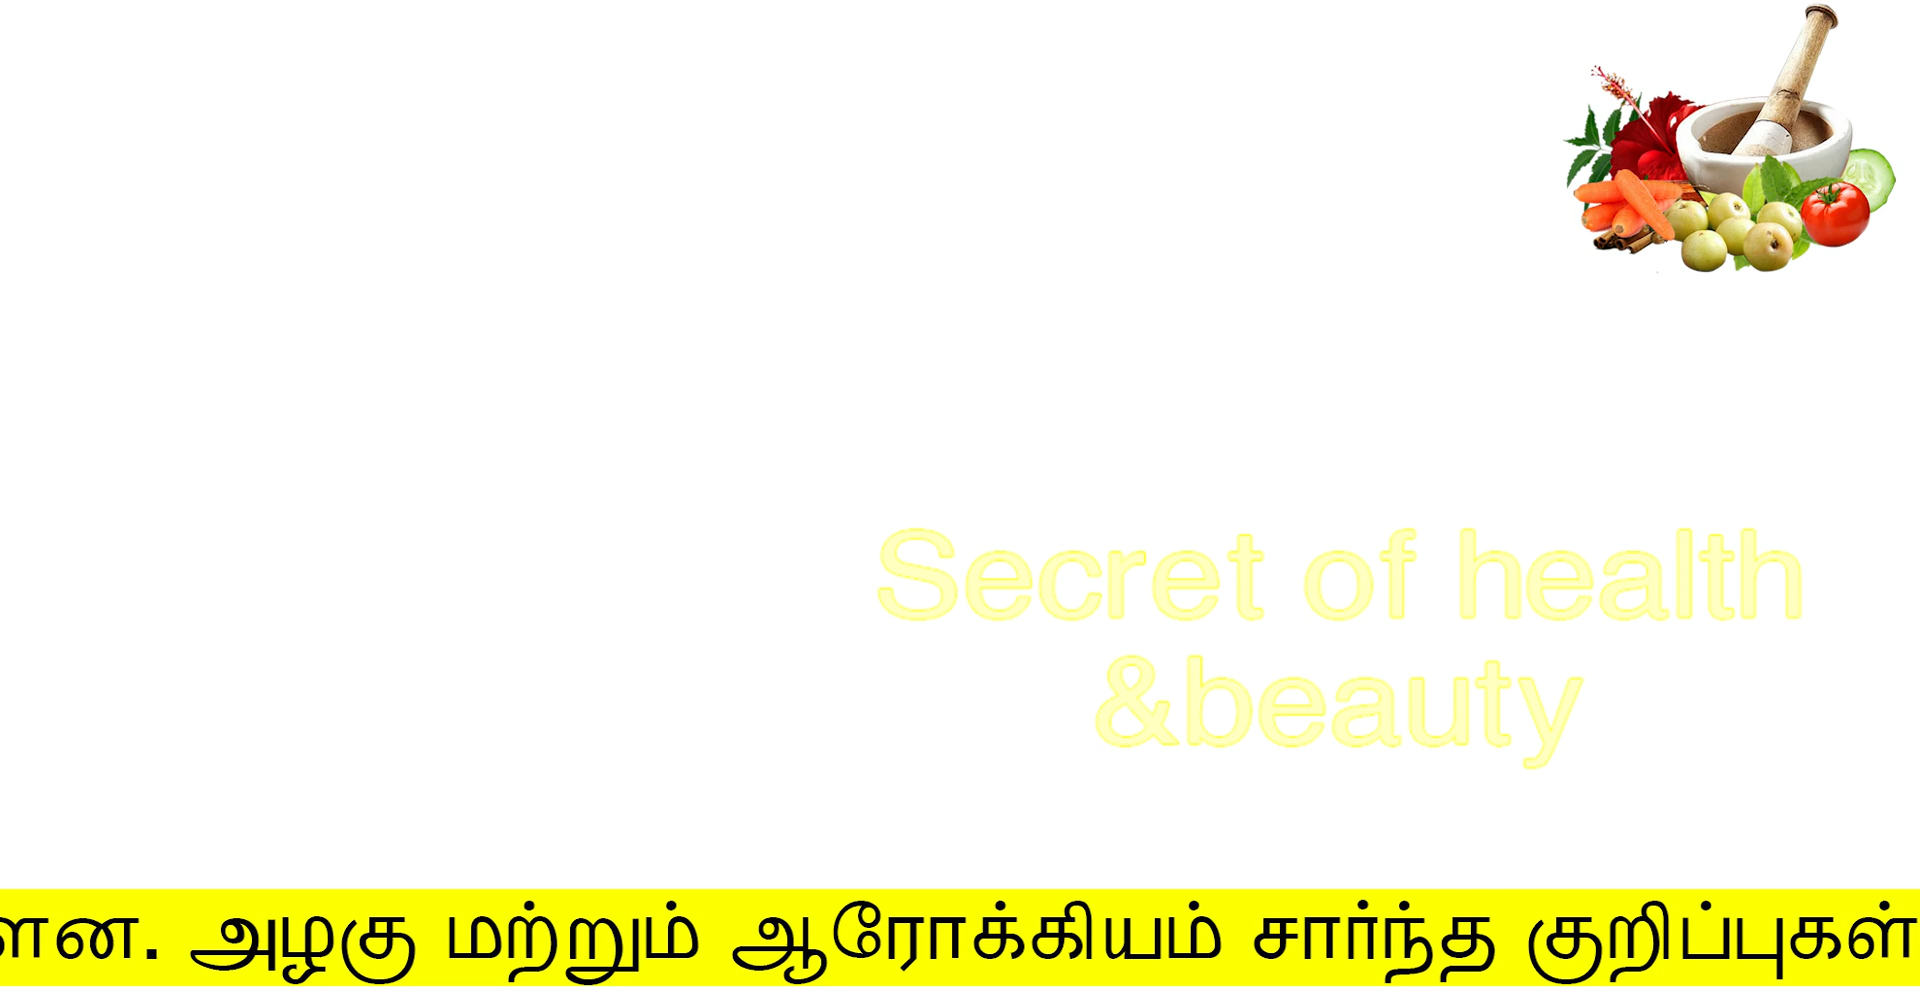 Secret of health
&beauty
ளன. அழகு மற்றும் ஆரோக்கியம் சார்ந்த குறிப்புகள்